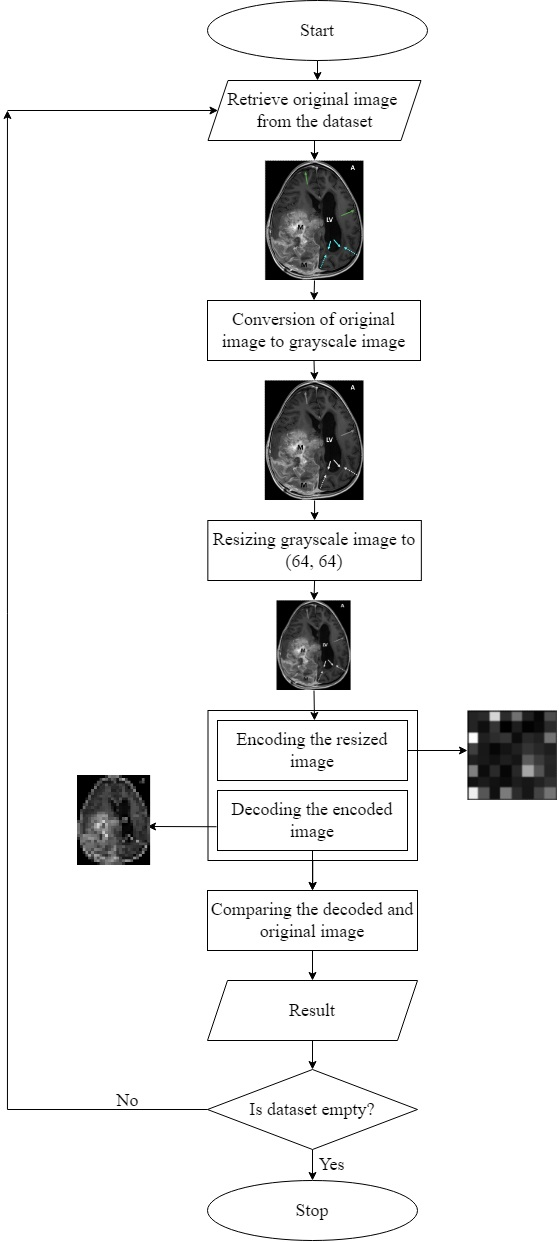 Start
Retrieve original image
from the dataset
A
LV
M
M
Conversion of original
image to grayscale image
A
LV
M
M
Resizing grayscale image to
(64, 64)
A
LV
M
M
Encoding the resized
image
Decoding the encoded
image
Comparing the decoded and
original image
Result
Is dataset empty?
No
Yes
Stop